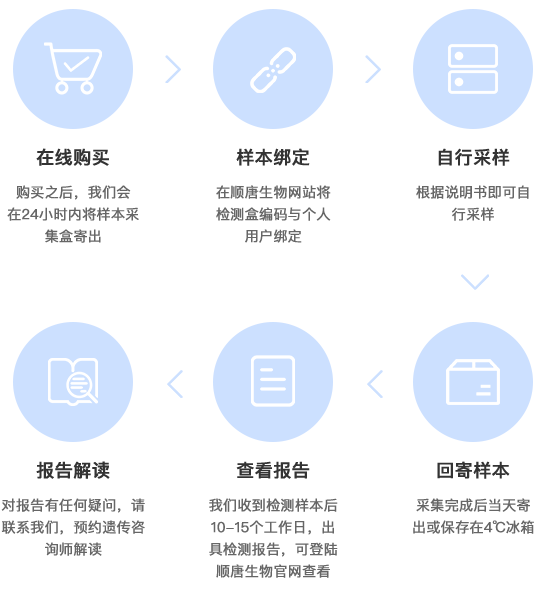 在线购买
购买之后，我们会
在24小时内将样本采
集盒寄出
样本绑定
在顺唐生物网站将
检测盒编码与个人
用户绑定
自行采样
根据说明书即可自
行采样
回寄样本
采集完成后当天寄
出或保存在4℃冰箱
查看报告
我们收到检测样本后
10-15个工作日，出
具检测报告，可登陆
顺唐生物官网查看
报告解读
对报告有任何疑问，请
联系我们，预约遗传咨
询师解读